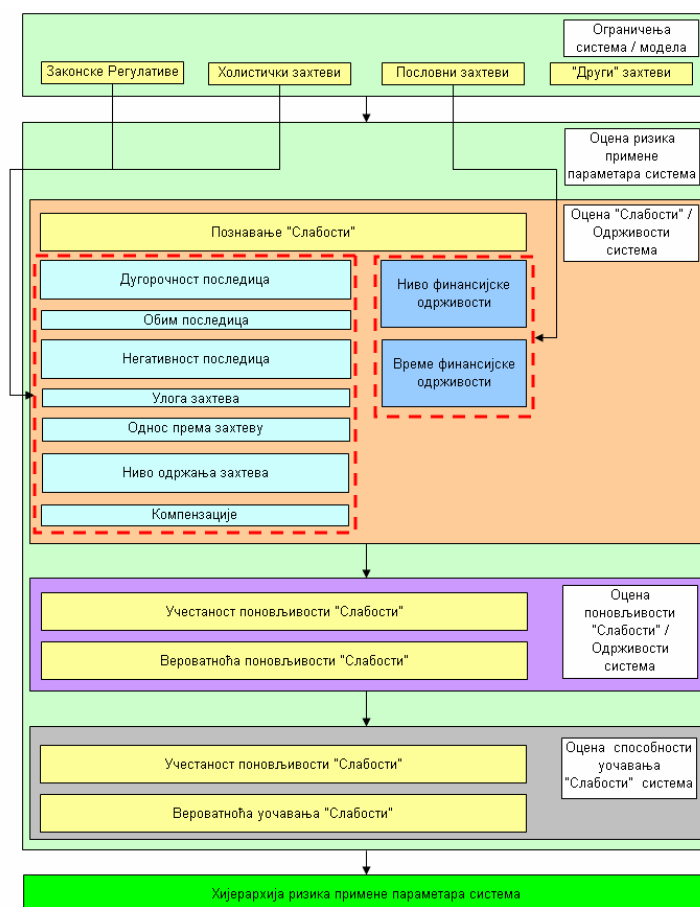 Ограничења
система / модела
Законске Регулативе
Холистички захтеви
Пословни захтеви
"Други" захтеви
Оцена ризика
примене
параметара система
Оцена "Слабости" /
Одрживости
система
Познавање "Слабости"
Дугорочност последица
Обим последица
Негативност последица
Улога захтева
Однос према захтеву
Ниво одржања захтева
Компензације
Ниво финансијске
одрживости
Време финансијске
одрживости
Оцена
поновљивости
"Слабости" /
Одрживости
система
Учестаност поновљивости "Слабости"
Вероватноћа поновљивости "Слабости"
Оцена способности
уочавања
"Слабости" система
Учестаност поновљивости "Слабости"
Вероватноћа уочавања "Слабости"
Хијерархија ризика примене параметара система